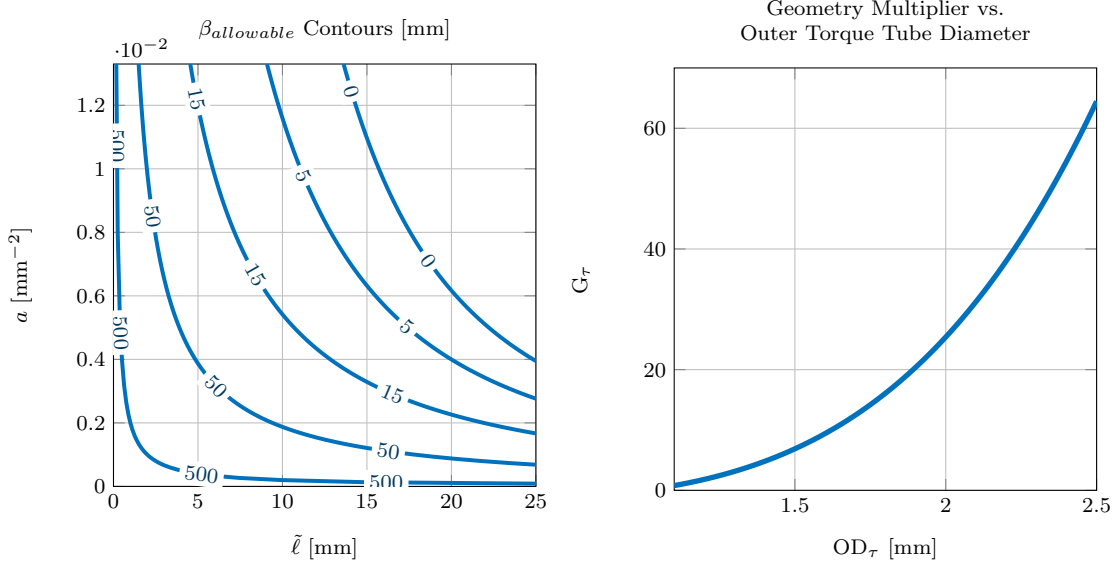 β_allowable Contours [mm]
·10⁻²
1.2
1
0.8
0.6
0.4
0.2
0
a [mm⁻²]
0 5 10 15 20 25
ℓ̃ [mm]
500
500
500
500
50
50
50
15
15
15
5
5
0
0
Geometry Multiplier vs.
Outer Torque Tube Diameter
60
40
20
0
G_τ
1.5 2 2.5
OD_τ [mm]